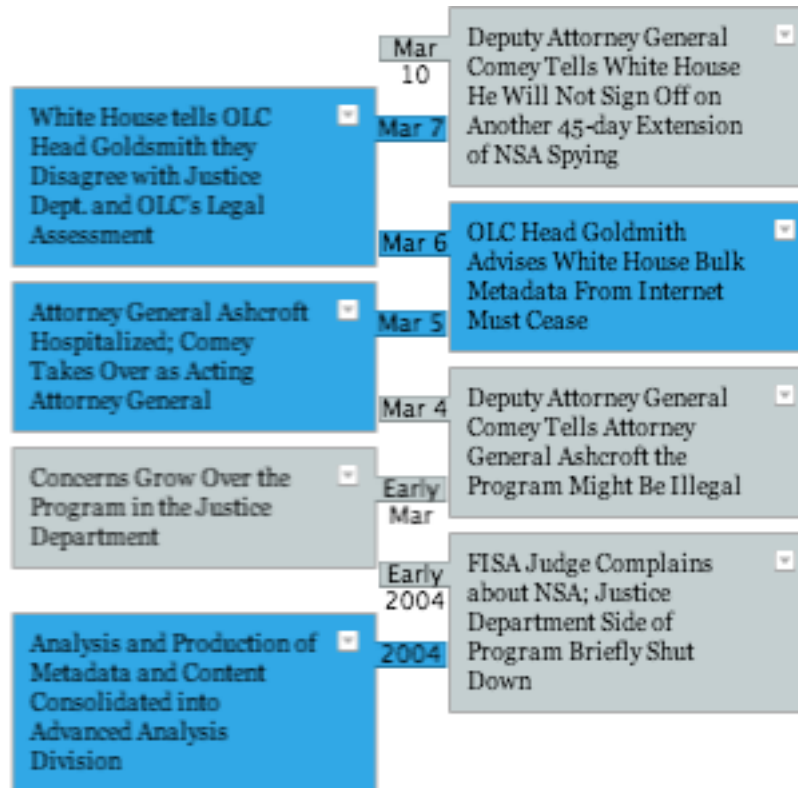 Mar
10
Deputy Attorney General
Comey Tells White House
He Will Not Sign Off on
Another 45-day Extension
of NSA Spying
White House tells OLC
Head Goldsmith they
Disagree with Justice
Dept. and OLC's Legal
Assessment
Mar 7
Mar 6
OLC Head Goldmith
Advises White House Bulk
Metadata From Internet
Must Cease
Attorney General Ashcroft
Hospitalized; Comey
Takes Over as Acting
Attorney General
Mar 5
Mar 4
Deputy Attorney General
Comey Tells Attorney
General Ashcroft the
Program Might Be Illegal
Concerns Grow Over the
Program in the Justice
Department
Early
Mar
Early
2004
FISA Judge Complains
about NSA; Justice
Department Side of
Program Briefly Shut
Down
Analysis and Production of
Metadata and Content
Consolidated into
Advanced Analysis
Division
2004